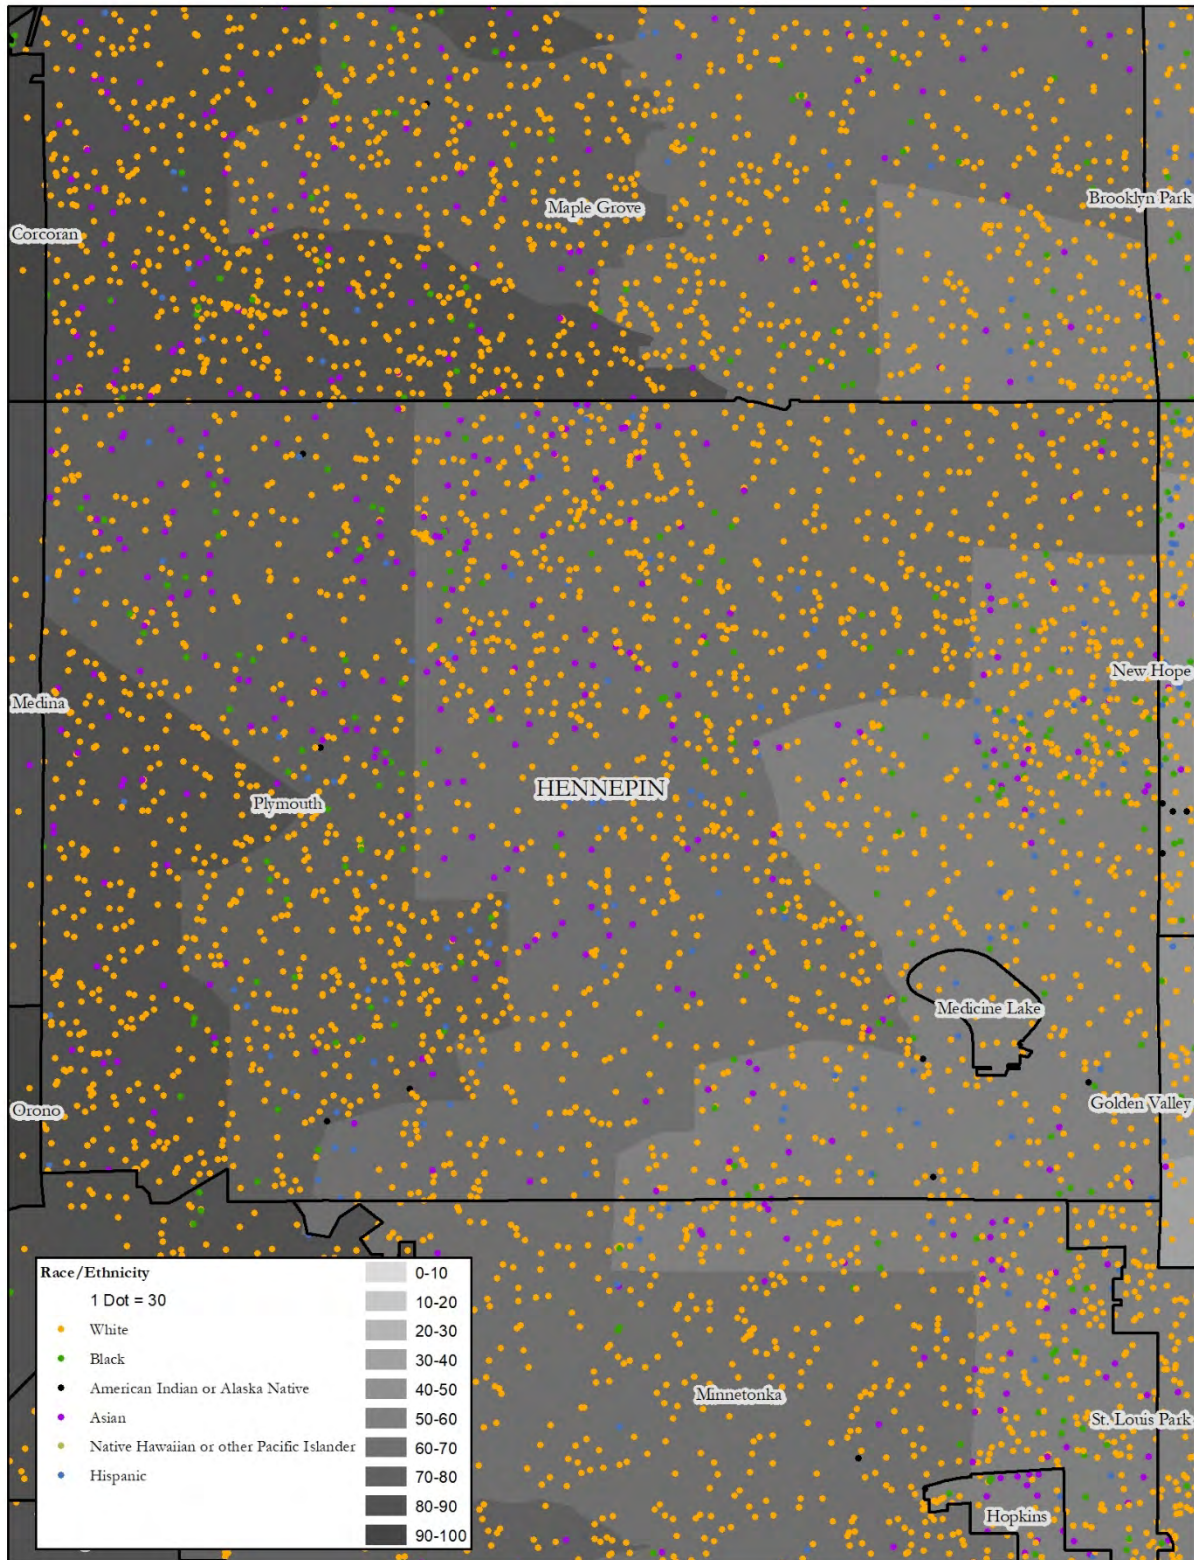 Maple Grove
Brooklyn Park
Corcoran
New Hope
Medina
HENNEPIN
Plymouth
Medicine Lake
Golden Valley
Orono
Race/Ethnicity
1 Dot = 30
White
Black
American Indian or Alaska Native
Asian
Native Hawaiian or other Pacific Islander
Hispanic
0-10
10-20
20-30
30-40
40-50
50-60
60-70
70-80
80-90
90-100
Minnetonka
St. Louis Park
Hopkins